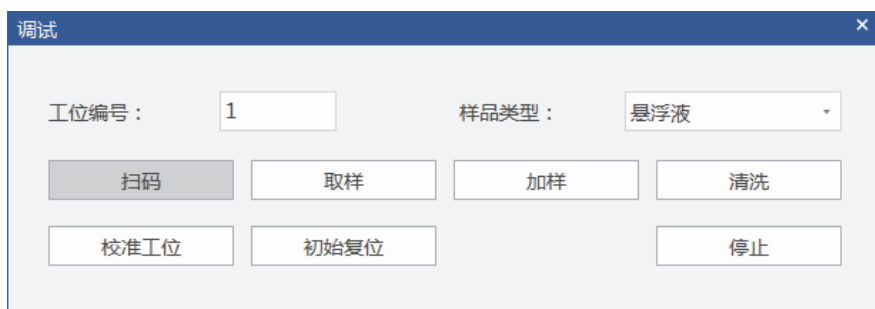 调试
工位编号： 1 样品类型： 悬浮液
扫码 取样 加样 清洗
校准工位 初始复位 停止